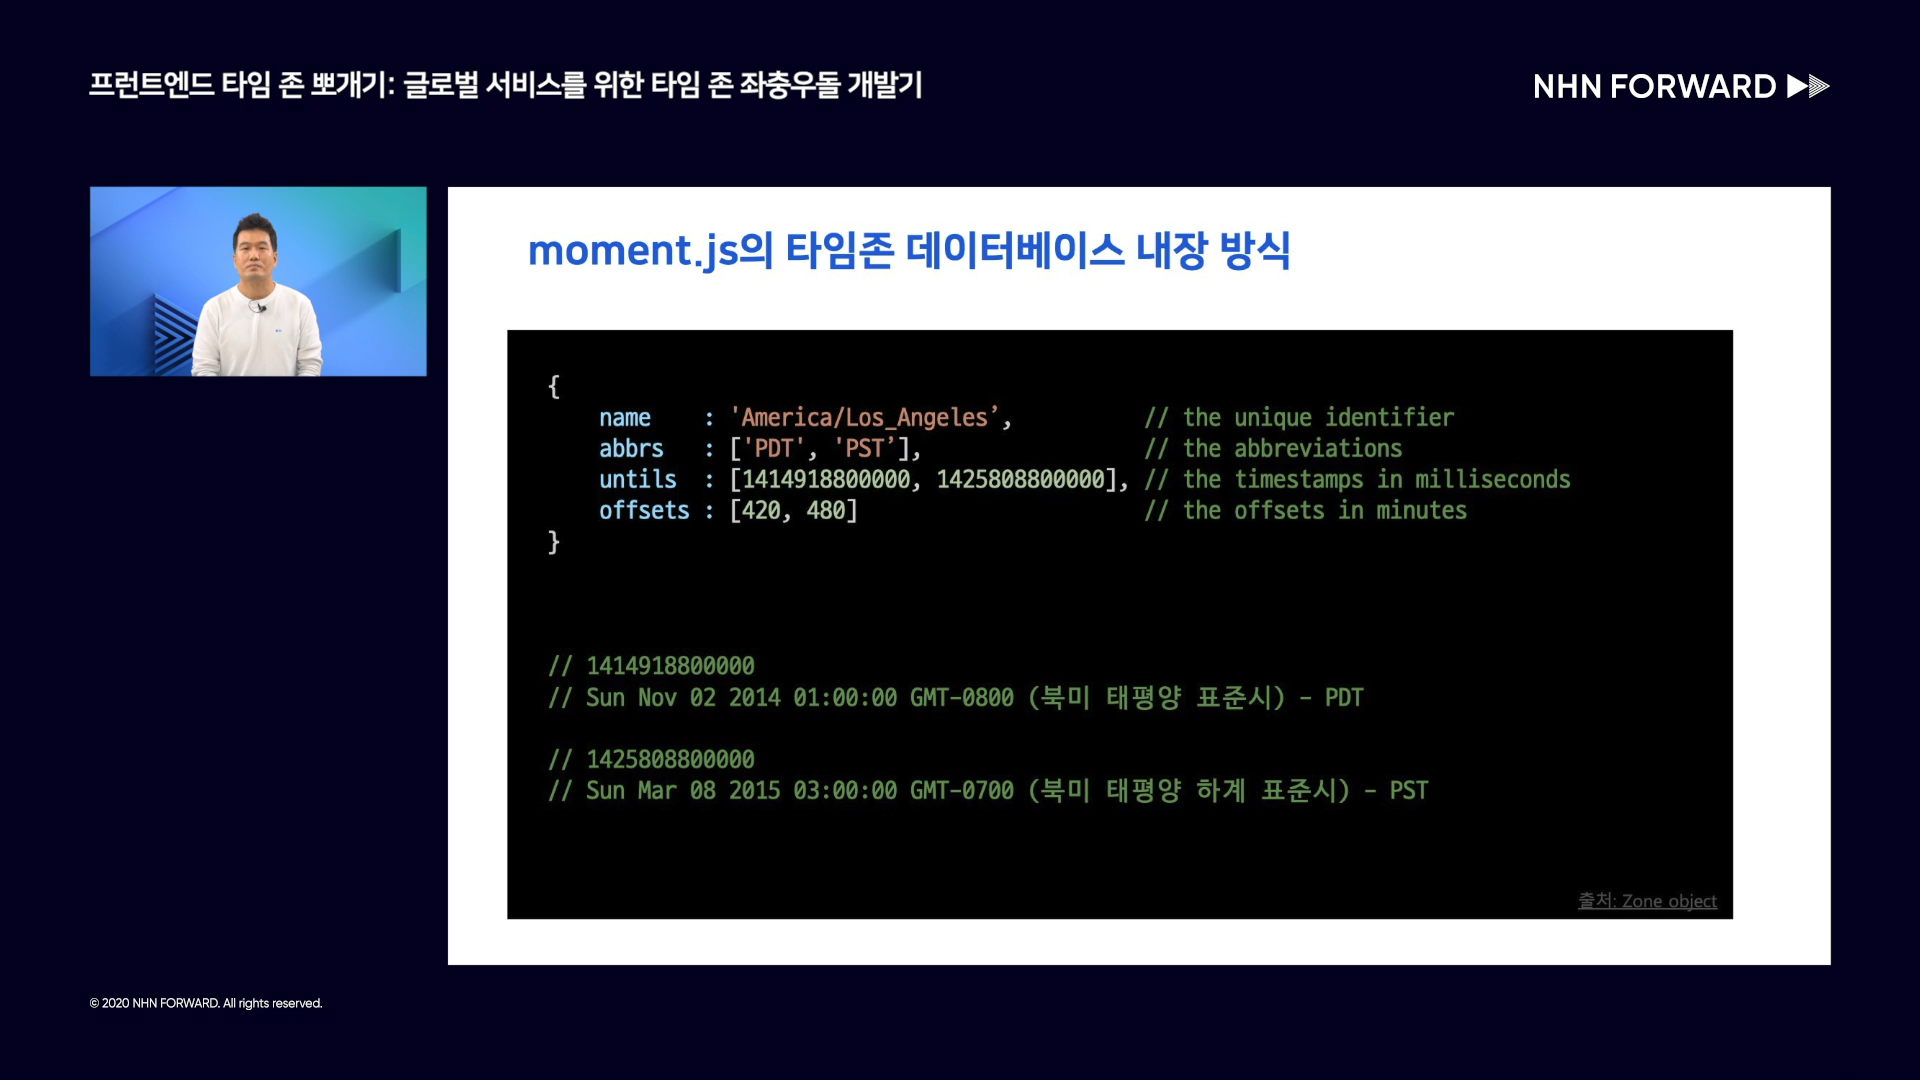 프런트엔드 타임 존 뽀개기: 글로벌 서비스를 위한 타임 존 좌충우돌 개발기
NHN FORWARD
moment.js의 타임존 데이터베이스 내장 방식
{
name : 'America/Los_Angeles’, // the unique identifier
abbrs : ['PDT', 'PST’], // the abbreviations
untils : [1414918800000, 1425808800000], // the timestamps in milliseconds
offsets : [420, 480] // the offsets in minutes
}
// 1414918800000
// Sun Nov 02 2014 01:00:00 GMT-0800 (북미 태평양 표준시) - PDT
// 1425808800000
// Sun Mar 08 2015 03:00:00 GMT-0700 (북미 태평양 하계 표준시) - PST
출처: Zone object
© 2020 NHN FORWARD. All rights reserved.